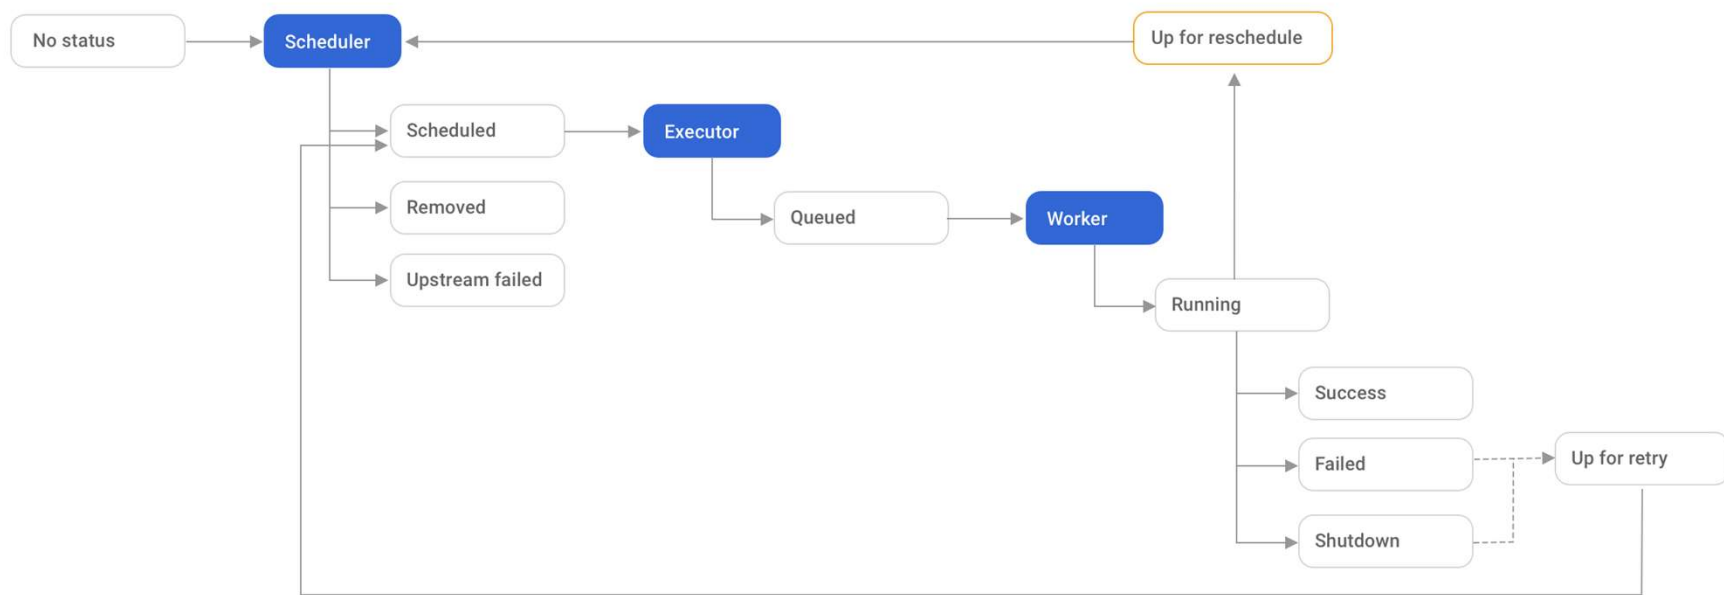 No status
Scheduler
Up for reschedule
Scheduled
Executor
Removed
Queued
Worker
Upstream failed
Running
Success
Failed
Up for retry
Shutdown